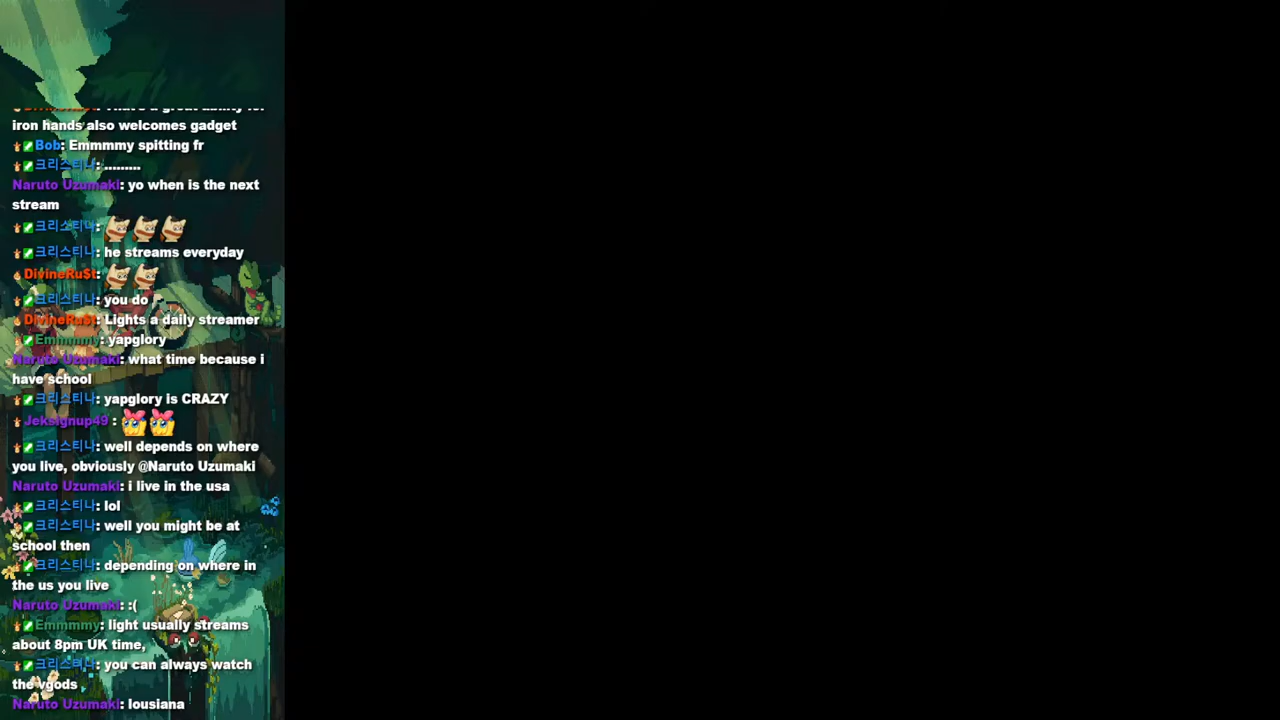 iron hands also welcomes gadget
Bob: Emmmmy spitting fr
크리스티나: .........
Naruto Uzumaki: yo when is the next
stream
크리스티나:
크리스티나: he streams everyday
DivineRu$t:
크리스티나: you do
DivineRu$t: Lights a daily streamer
Emmmmy: yapglory
Naruto Uzumaki: what time because i
have school
크리스티나: yapglory is CRAZY
Jeksignup49 :
크리스티나: well depends on where
you live, obviously @Naruto Uzumaki
Naruto Uzumaki: i live in the usa
크리스티나: lol
크리스티나: well you might be at
school then
크리스티나: depending on where in
the us you live
Naruto Uzumaki: :(
Emmmmy: light usually streams
about 8pm UK time,
크리스티나: you can always watch
the vgods
Naruto Uzumaki: lousiana